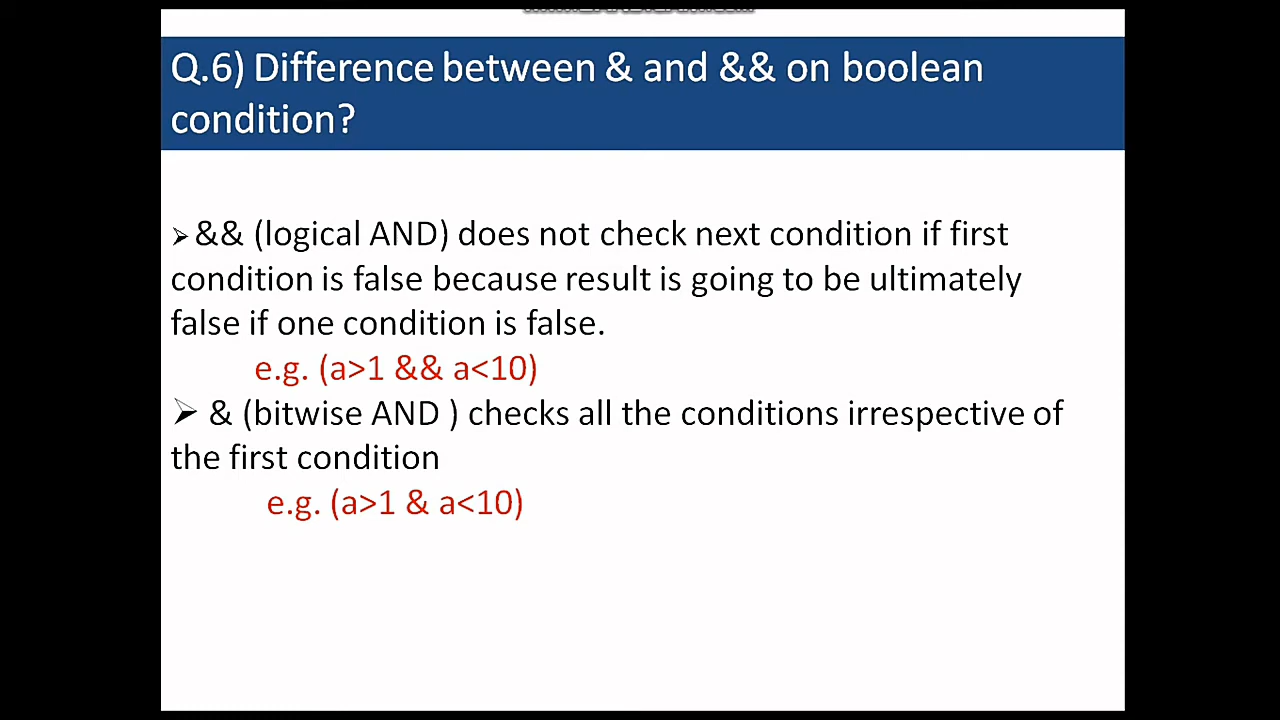 Q.6) Difference between & and && on boolean
condition?
➢ && (logical AND) does not check next condition if first
condition is false because result is going to be ultimately
false if one condition is false.
e.g. (a>1 && a<10)
➢ & (bitwise AND ) checks all the conditions irrespective of
the first condition
e.g. (a>1 & a<10)